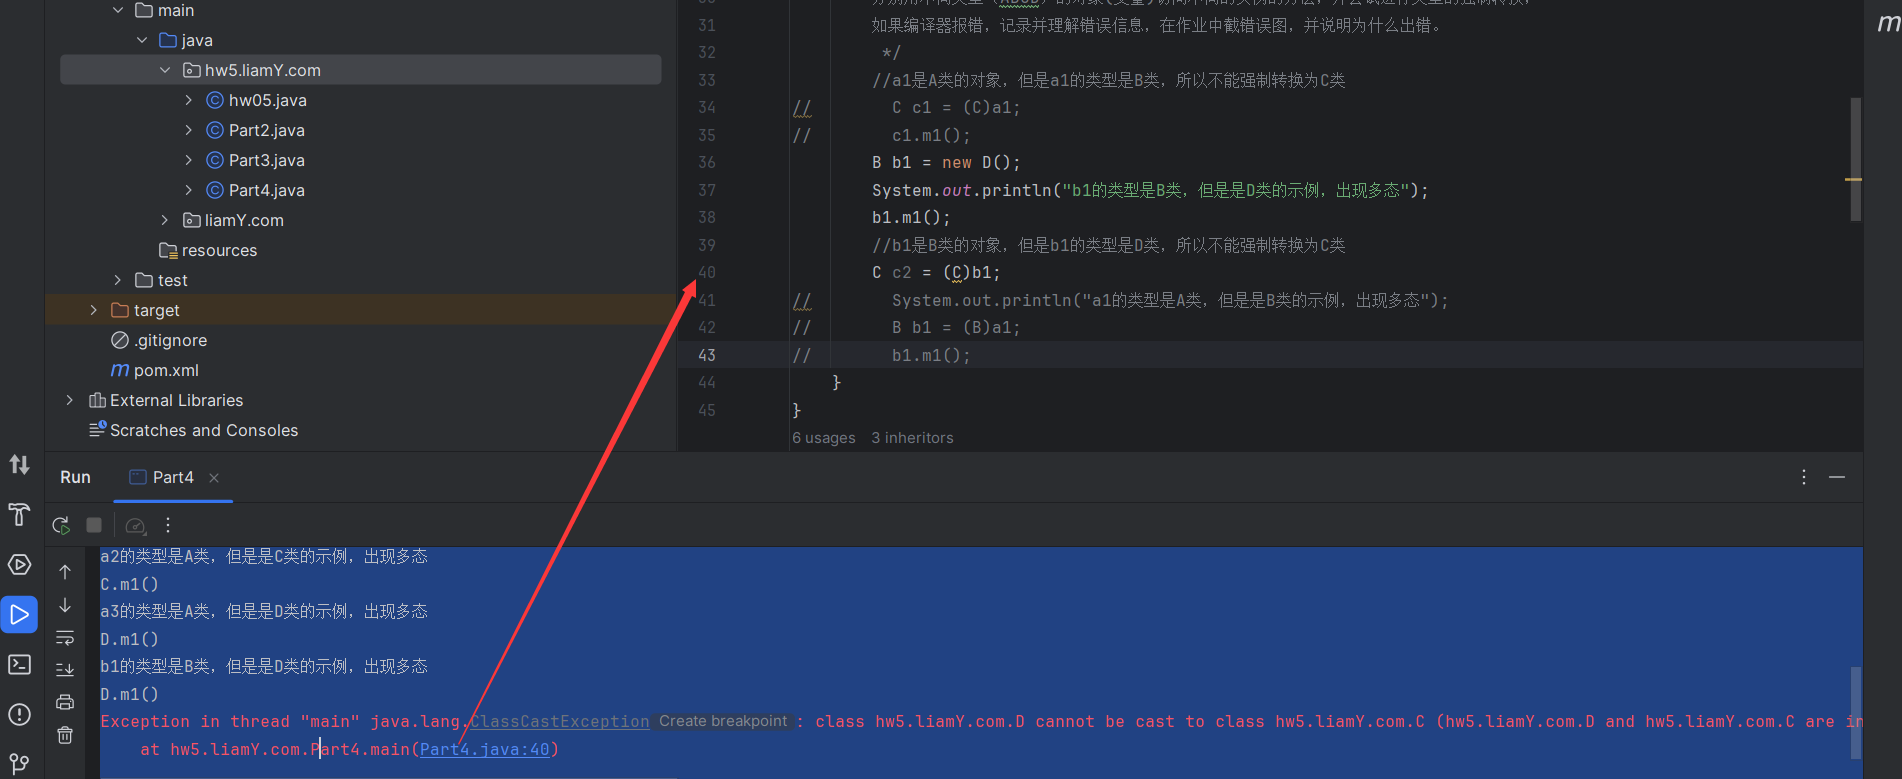 main
java
hw5.liamY.com
hw05.java
Part2.java
Part3.java
Part4.java
liamY.com
resources
test
target
.gitignore
pom.xml
External Libraries
Scratches and Consoles
31 如果编译器报错，记录并理解错误信息，在作业中截错误图，并说明为什么出错。
32 */
33 //a1是A类的对象，但是a1的类型是B类，所以不能强制转换为C类
34 // C c1 = (C)a1;
35 // c1.m1();
36 B b1 = new D();
37 System.out.println("b1的类型是B类，但是是D类的示例，出现多态");
38 b1.m1();
39 //b1是B类的对象，但是b1的类型是D类，所以不能强制转换为C类
40 C c2 = (C)b1;
41 // System.out.println("a1的类型是A类，但是是B类的示例，出现多态");
42 // B b1 = (B)a1;
43 // b1.m1();
44 }
45 }
6 usages 3 inheritors
m
Run Part4
a2的类型是A类，但是是C类的示例，出现多态
C.m1()
a3的类型是A类，但是是D类的示例，出现多态
D.m1()
b1的类型是B类，但是是D类的示例，出现多态
D.m1()
Exception in thread "main" java.lang.ClassCastException Create breakpoint : class hw5.liamY.com.D cannot be cast to class hw5.liamY.com.C (hw5.liamY.com.D and hw5.liamY.com.C are in
at hw5.liamY.com.Part4.main(Part4.java:40)